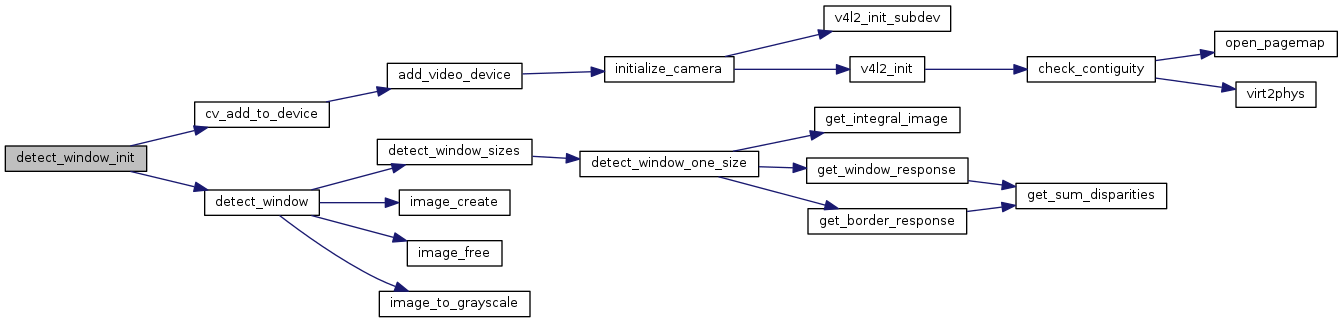 detect_window_init
cv_add_to_device
add_video_device
initialize_camera
v4l2_init_subdev
v4l2_init
check_contiguity
open_pagemap
virt2phys
detect_window
detect_window_sizes
detect_window_one_size
get_integral_image
get_window_response
get_sum_disparities
get_border_response
image_create
image_free
image_to_grayscale